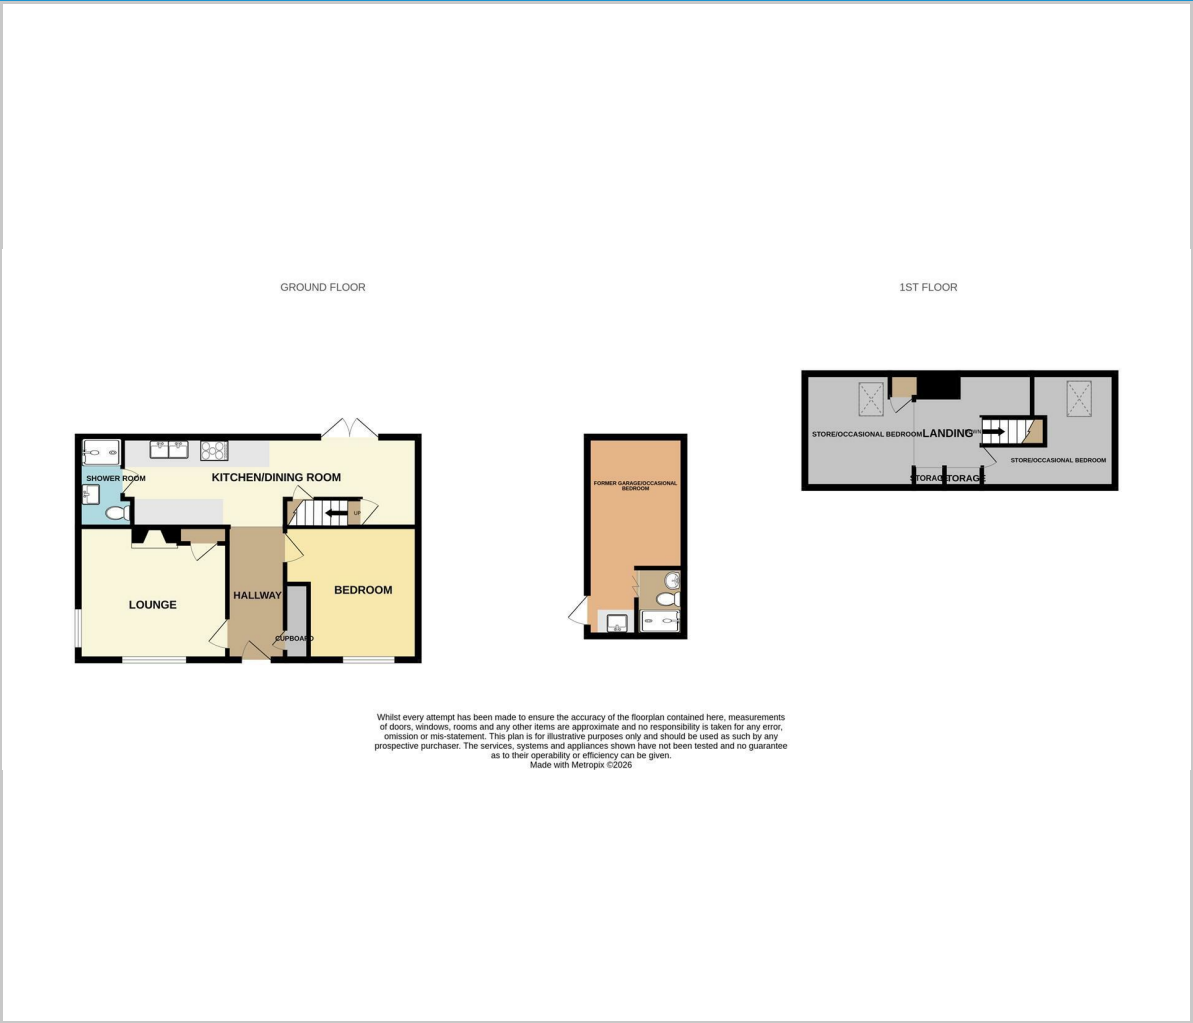 GROUND FLOOR
1ST FLOOR
SHOWER ROOM
KITCHEN/DINING ROOM
UP
LOUNGE
HALLWAY
BEDROOM
CUPBOARD
FORMER GARAGE/OCCASIONAL
BEDROOM
STORE/OCCASIONAL BEDROOM
LANDING
STORE/OCCASIONAL BEDROOM
STORAGE
STORAGE
Whilst every attempt has been made to ensure the accuracy of the floorplan contained here, measurements
of doors, windows, rooms and any other items are approximate and no responsibility is taken for any error,
omission or mis-statement. This plan is for illustrative purposes only and should be used as such by any
prospective purchaser. The services, systems and appliances shown have not been tested and no guarantee
as to their operability or efficiency can be given.
Made with Metropix ©2026